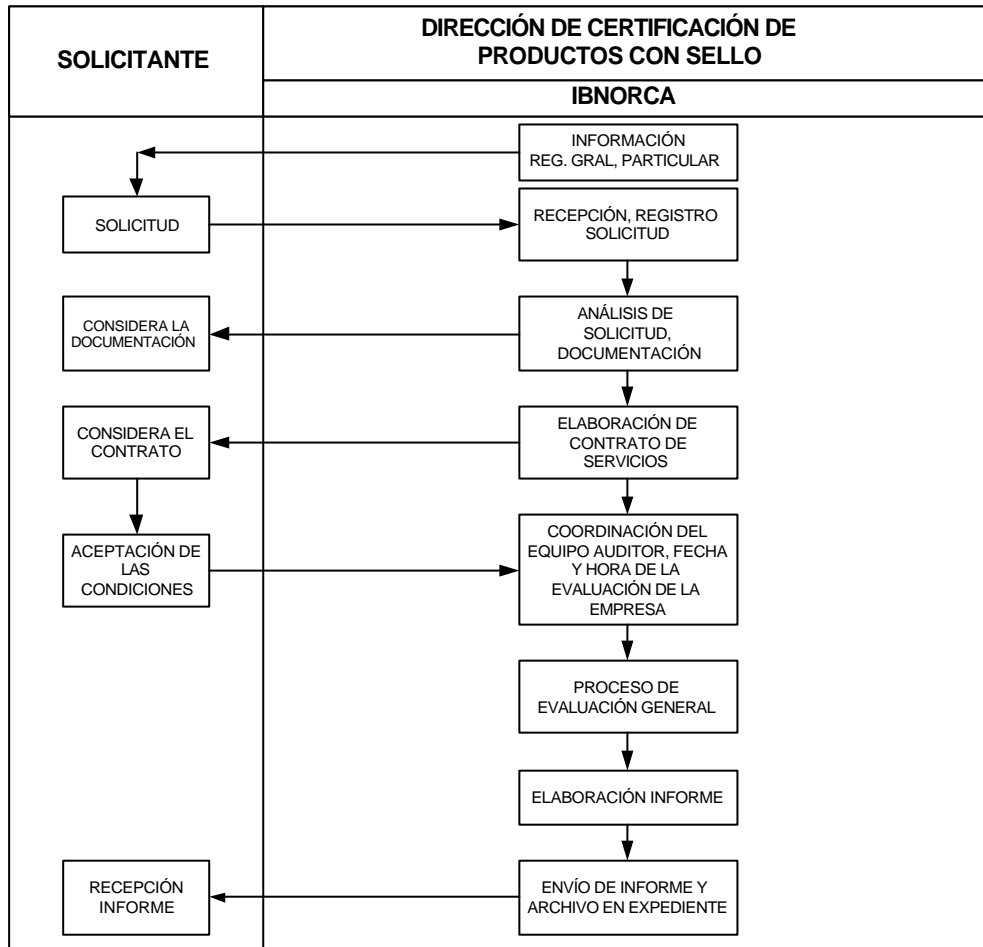 SOLICITANTE
DIRECCIÓN DE CERTIFICACIÓN DE
PRODUCTOS CON SELLO
IBNORCA
INFORMACIÓN
REG. GRAL, PARTICULAR
SOLICITUD
RECEPCIÓN, REGISTRO
SOLICITUD
CONSIDERA LA
DOCUMENTACIÓN
ANÁLISIS DE
SOLICITUD,
DOCUMENTACIÓN
CONSIDERA EL
CONTRATO
ELABORACIÓN DE
CONTRATO DE
SERVICIOS
ACEPTACIÓN DE
LAS
CONDICIONES
COORDINACIÓN DEL
EQUIPO AUDITOR, FECHA
Y HORA DE LA
EVALUACIÓN DE LA
EMPRESA
PROCESO DE
EVALUACIÓN GENERAL
ELABORACIÓN INFORME
RECEPCIÓN
INFORME
ENVÍO DE INFORME Y
ARCHIVO EN EXPEDIENTE